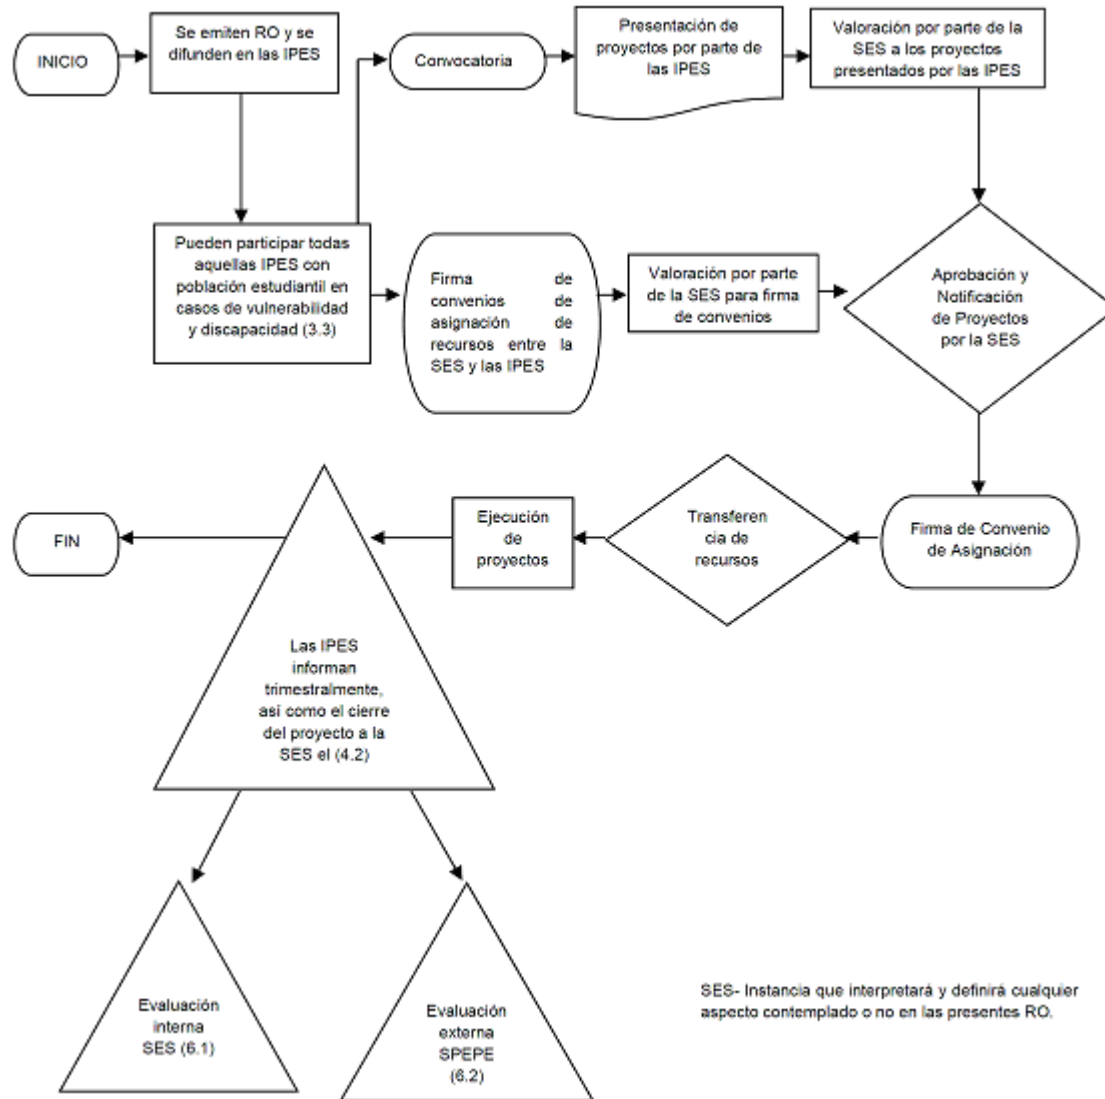 INICIO
Se emiten RO y se
difunden en las IPES
Convocatoria
Presentación de
proyectos por parte de
las IPES
Valoración por parte de la
SES a los proyectos
presentados por las IPES
Pueden participar todas
aquellas IPES con
población estudiantil en
casos de vulnerabilidad
y discapacidad (3.3)
Firma de
convenios de
asignación de
recursos entre la
SES y las IPES
Valoración por parte
de la SES para firma
de convenios
Aprobación y
Notificación
de Proyectos
por la SES
Firma de Convenio
de Asignación
Transferen
cia de
recursos
Ejecución
de
proyectos
FIN
Las IPES
informan
trimestralmente,
así como el cierre
del proyecto a la
SES el (4.2)
Evaluación
interna
SES (6.1)
Evaluación
externa
SPEPE
(6.2)
SES- Instancia que interpretará y definirá cualquier
aspecto contemplado o no en las presentes RO.